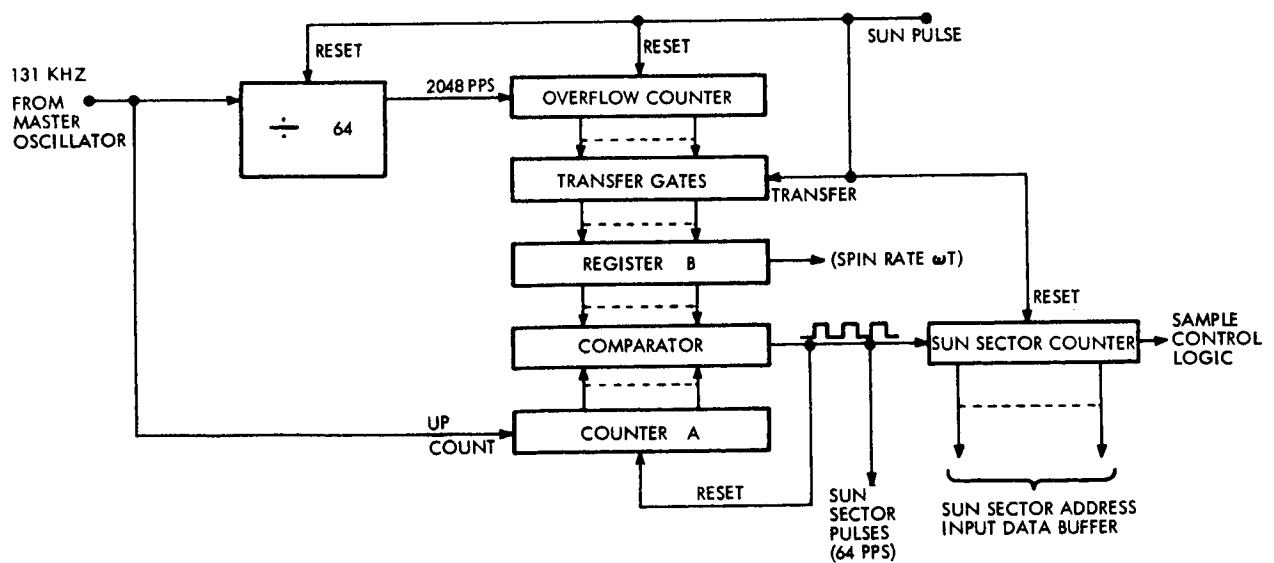 SUN PULSE
RESET
RESET
131 KHZ
FROM
MASTER
OSCILLATOR
÷ 64
2048 PPS
OVERFLOW COUNTER
TRANSFER GATES
TRANSFER
REGISTER B
(SPIN RATE ωT)
RESET
COMPARATOR
SUN SECTOR COUNTER
SAMPLE
CONTROL
LOGIC
UP
COUNT
COUNTER A
RESET
SUN
SECTOR
PULSES
(64 PPS)
SUN SECTOR ADDRESS
INPUT DATA BUFFER